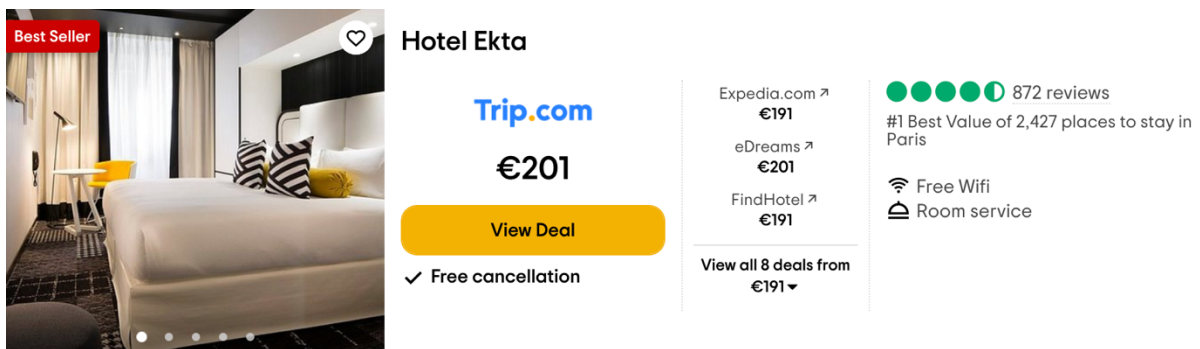 Best Seller
Hotel Ekta
Trip.com
€201
View Deal
Free cancellation
Expedia.com
€191
eDreams
€201
FindHotel
€191
View all 8 deals from
€191
872 reviews
#1 Best Value of 2,427 places to stay in
Paris
Free Wifi
Room service